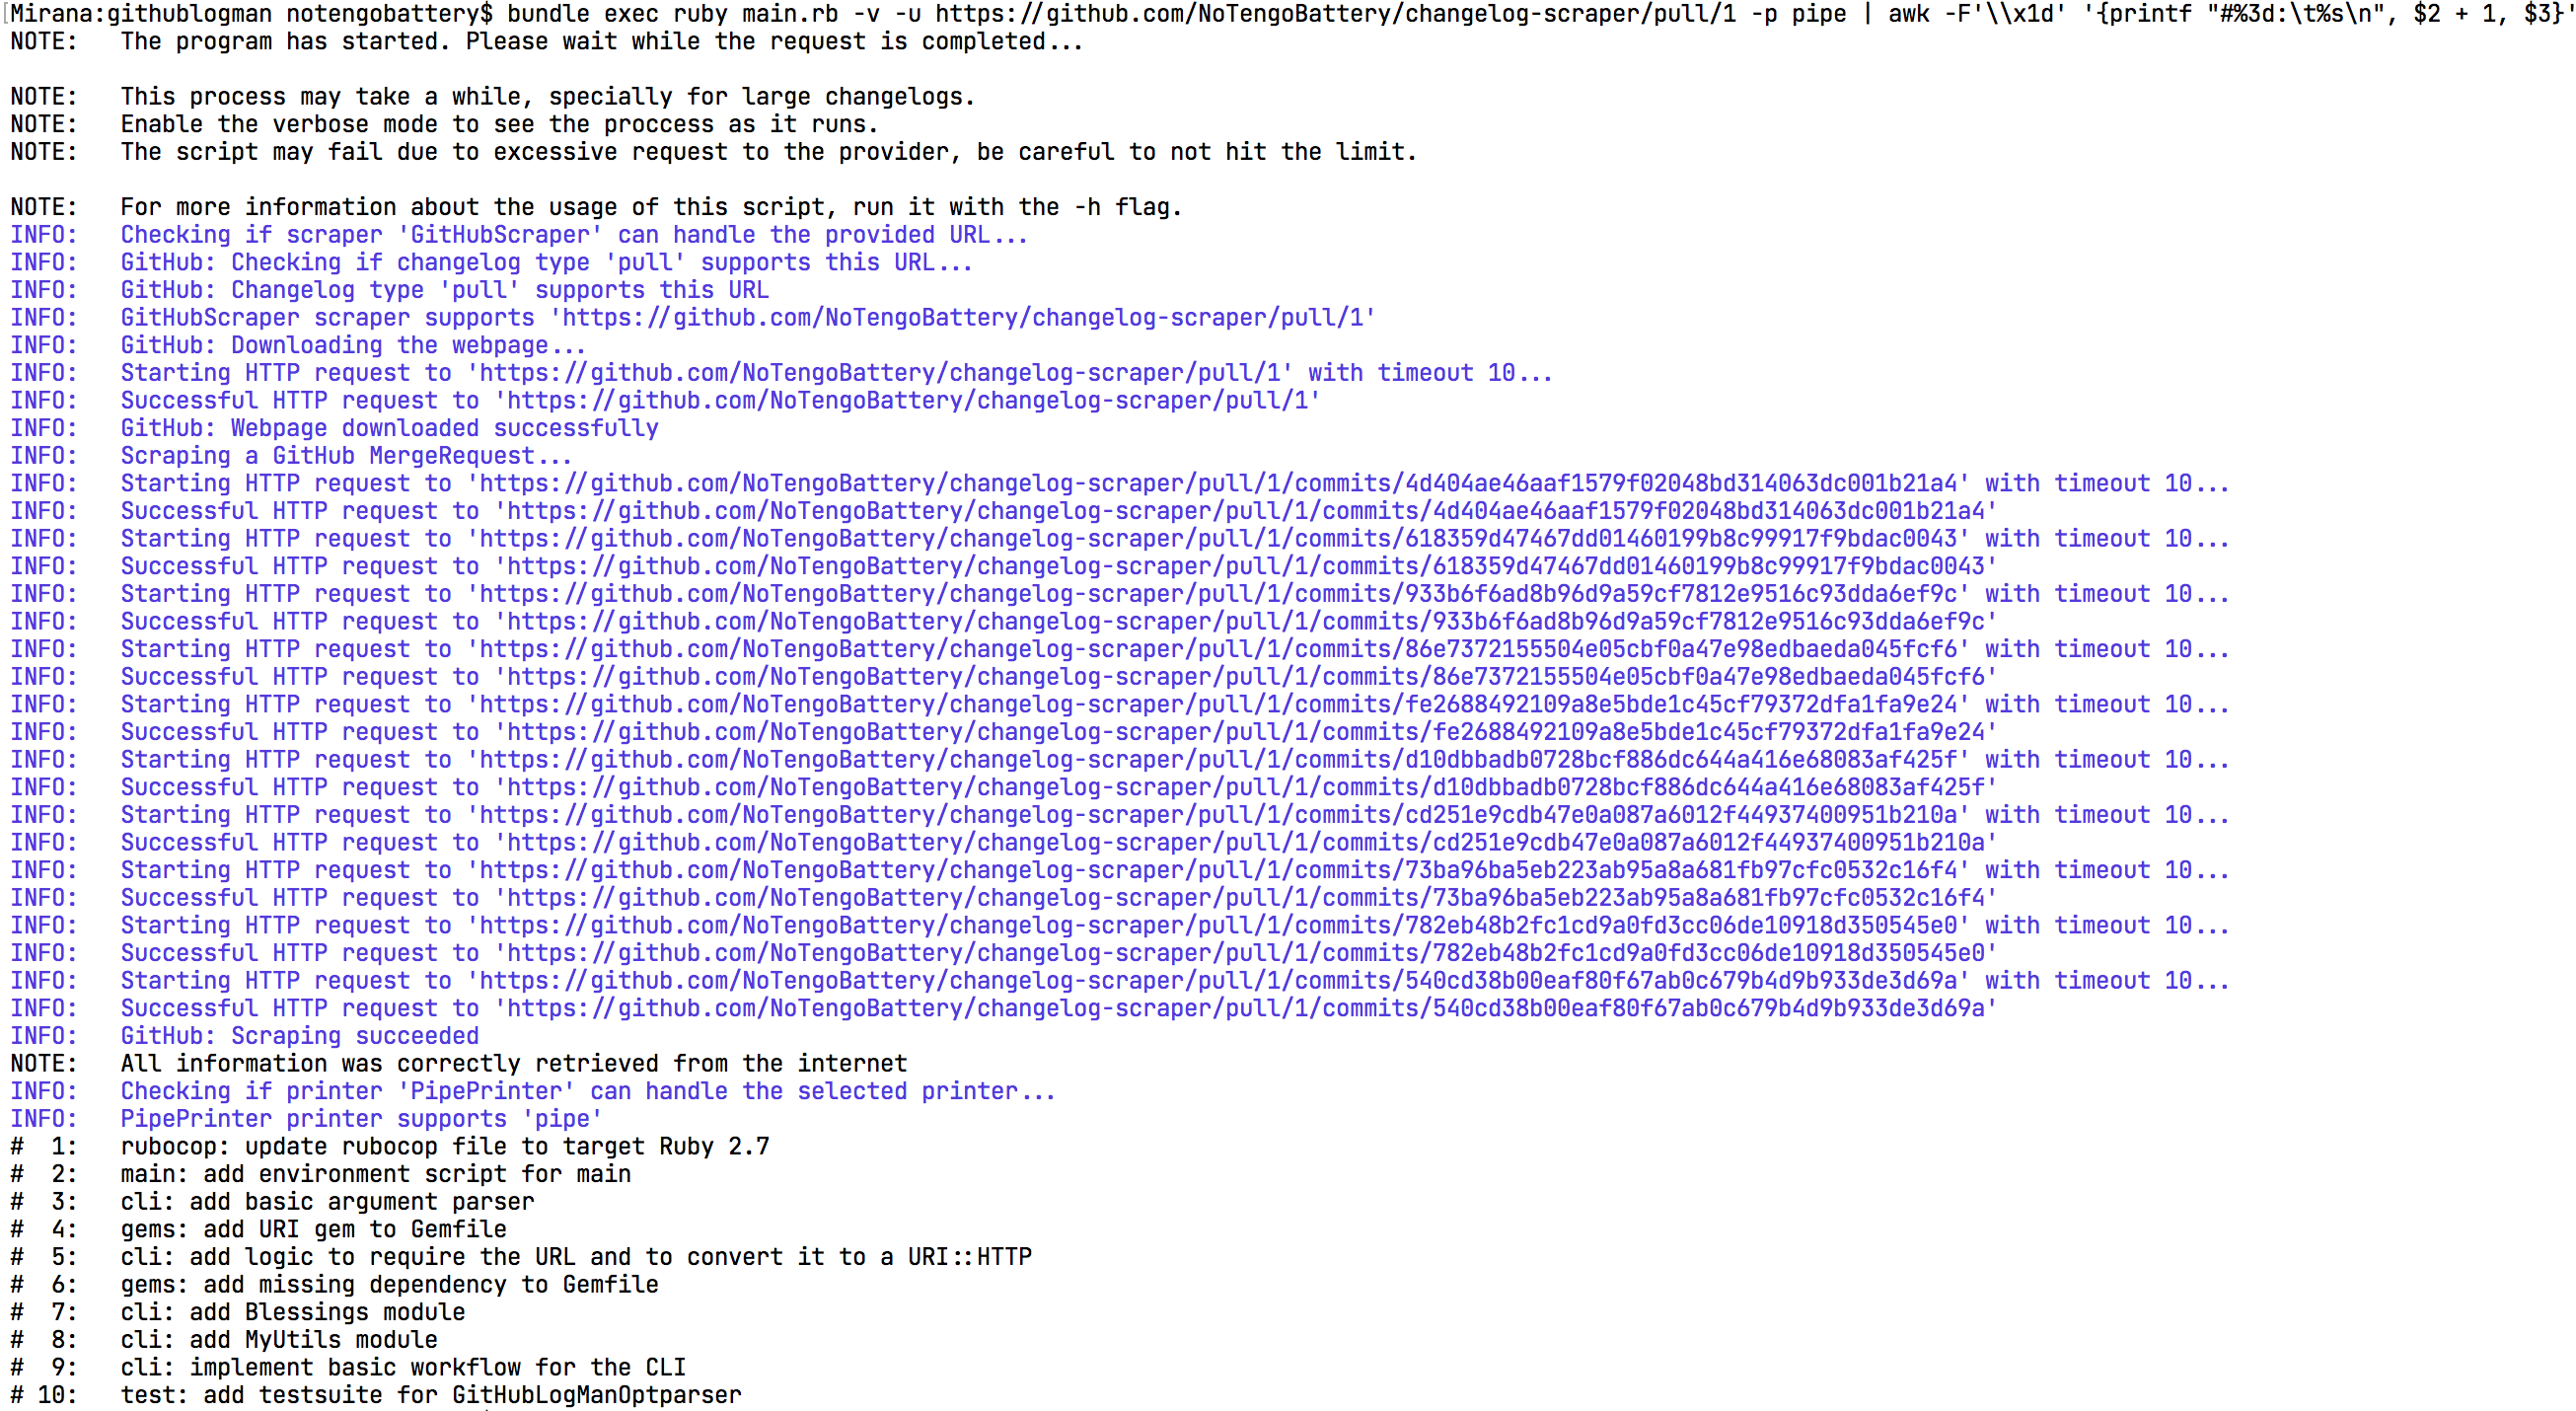 [Mirana:githublogman notengobattery$ bundle exec ruby main.rb -v -u https://github.com/NoTengoBattery/changelog-scraper/pull/1 -p pipe | awk -F'\\x1d' '{printf "#%3d:\t%s\n", $2 + 1, $3}'
NOTE: The program has started. Please wait while the request is completed...
NOTE: This process may take a while, specially for large changelogs.
NOTE: Enable the verbose mode to see the proccess as it runs.
NOTE: The script may fail due to excessive request to the provider, be careful to not hit the limit.
NOTE: For more information about the usage of this script, run it with the -h flag.
INFO: Checking if scraper 'GitHubScraper' can handle the provided URL...
INFO: GitHub: Checking if changelog type 'pull' supports this URL...
INFO: GitHub: Changelog type 'pull' supports this URL
INFO: GitHubScraper scraper supports 'https://github.com/NoTengoBattery/changelog-scraper/pull/1'
INFO: GitHub: Downloading the webpage...
INFO: Starting HTTP request to 'https://github.com/NoTengoBattery/changelog-scraper/pull/1' with timeout 10...
INFO: Successful HTTP request to 'https://github.com/NoTengoBattery/changelog-scraper/pull/1'
INFO: GitHub: Webpage downloaded successfully
INFO: Scraping a GitHub MergeRequest...
INFO: Starting HTTP request to 'https://github.com/NoTengoBattery/changelog-scraper/pull/1/commits/4d404ae46aaf1579f02048bd314063dc001b21a4' with timeout 10...
INFO: Successful HTTP request to 'https://github.com/NoTengoBattery/changelog-scraper/pull/1/commits/4d404ae46aaf1579f02048bd314063dc001b21a4'
INFO: Starting HTTP request to 'https://github.com/NoTengoBattery/changelog-scraper/pull/1/commits/618359d47467dd01460199b8c99917f9bdac0043' with timeout 10...
INFO: Successful HTTP request to 'https://github.com/NoTengoBattery/changelog-scraper/pull/1/commits/618359d47467dd01460199b8c99917f9bdac0043'
INFO: Starting HTTP request to 'https://github.com/NoTengoBattery/changelog-scraper/pull/1/commits/933b6f6ad8b96d9a59cf7812e9516c93dda6ef9c' with timeout 10...
INFO: Successful HTTP request to 'https://github.com/NoTengoBattery/changelog-scraper/pull/1/commits/933b6f6ad8b96d9a59cf7812e9516c93dda6ef9c'
INFO: Starting HTTP request to 'https://github.com/NoTengoBattery/changelog-scraper/pull/1/commits/86e7372155504e05cbf0a47e98edbaeda045fcf6' with timeout 10...
INFO: Successful HTTP request to 'https://github.com/NoTengoBattery/changelog-scraper/pull/1/commits/86e7372155504e05cbf0a47e98edbaeda045fcf6'
INFO: Starting HTTP request to 'https://github.com/NoTengoBattery/changelog-scraper/pull/1/commits/fe2688492109a8e5bde1c45cf79372dfa1fa9e24' with timeout 10...
INFO: Successful HTTP request to 'https://github.com/NoTengoBattery/changelog-scraper/pull/1/commits/fe2688492109a8e5bde1c45cf79372dfa1fa9e24'
INFO: Starting HTTP request to 'https://github.com/NoTengoBattery/changelog-scraper/pull/1/commits/d10dbbadb0728bcf886dc644a416e68083af425f' with timeout 10...
INFO: Successful HTTP request to 'https://github.com/NoTengoBattery/changelog-scraper/pull/1/commits/d10dbbadb0728bcf886dc644a416e68083af425f'
INFO: Starting HTTP request to 'https://github.com/NoTengoBattery/changelog-scraper/pull/1/commits/cd251e9cdb47e0a087a6012f44937400951b210a' with timeout 10...
INFO: Successful HTTP request to 'https://github.com/NoTengoBattery/changelog-scraper/pull/1/commits/cd251e9cdb47e0a087a6012f44937400951b210a'
INFO: Starting HTTP request to 'https://github.com/NoTengoBattery/changelog-scraper/pull/1/commits/73ba96ba5eb223ab95a8a681fb97cfc0532c16f4' with timeout 10...
INFO: Successful HTTP request to 'https://github.com/NoTengoBattery/changelog-scraper/pull/1/commits/73ba96ba5eb223ab95a8a681fb97cfc0532c16f4'
INFO: Starting HTTP request to 'https://github.com/NoTengoBattery/changelog-scraper/pull/1/commits/782eb48b2fc1cd9a0fd3cc06de10918d350545e0' with timeout 10...
INFO: Successful HTTP request to 'https://github.com/NoTengoBattery/changelog-scraper/pull/1/commits/782eb48b2fc1cd9a0fd3cc06de10918d350545e0'
INFO: Starting HTTP request to 'https://github.com/NoTengoBattery/changelog-scraper/pull/1/commits/540cd38b00eaf80f67ab0c679b4d9b933de3d69a' with timeout 10...
INFO: Successful HTTP request to 'https://github.com/NoTengoBattery/changelog-scraper/pull/1/commits/540cd38b00eaf80f67ab0c679b4d9b933de3d69a'
INFO: GitHub: Scraping succeeded
NOTE: All information was correctly retrieved from the internet
INFO: Checking if printer 'PipePrinter' can handle the selected printer...
INFO: PipePrinter printer supports 'pipe'
#  1: rubocop: update rubocop file to target Ruby 2.7
#  2: main: add environment script for main
#  3: cli: add basic argument parser
#  4: gems: add URI gem to Gemfile
#  5: cli: add logic to require the URL and to convert it to a URI::HTTP
#  6: gems: add missing dependency to Gemfile
#  7: cli: add Blessings module
#  8: cli: add MyUtils module
#  9: cli: implement basic workflow for the CLI
# 10: test: add testsuite for GitHubLogManOptparser